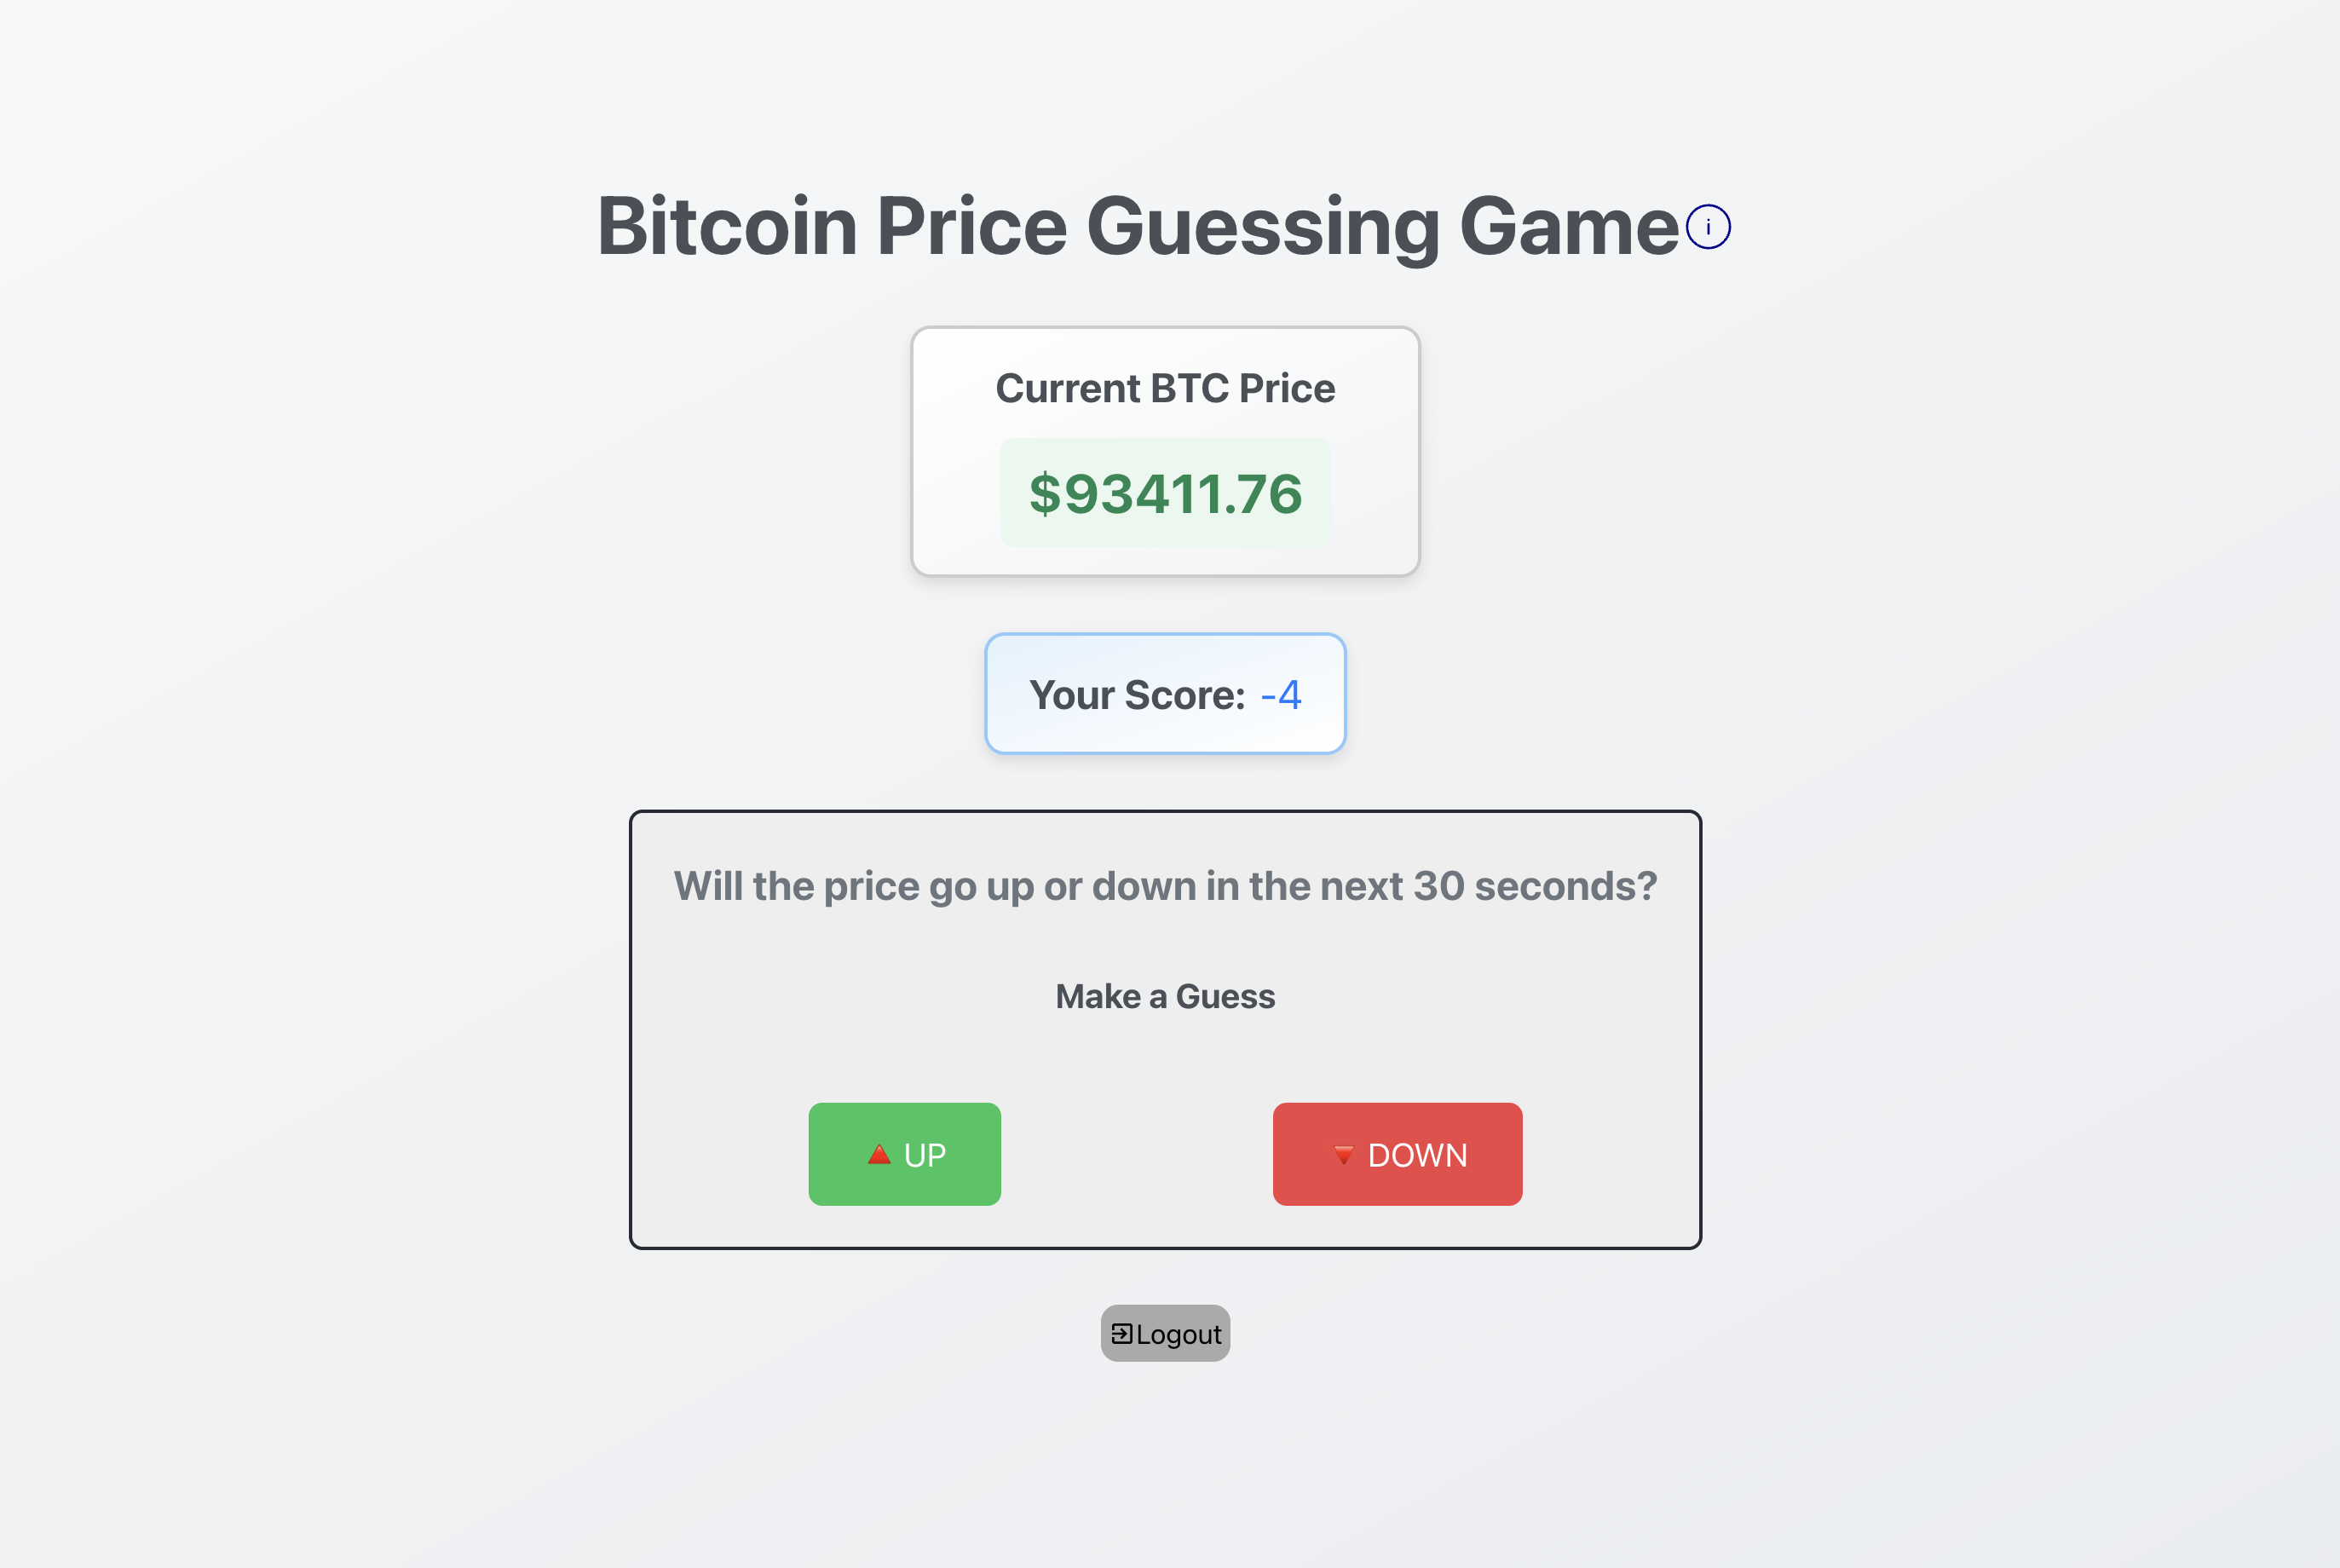 Bitcoin Price Guessing Game i
Current BTC Price
$93411.76
Your Score: -4
Will the price go up or down in the next 30 seconds?
Make a Guess
🔺 UP
🔻 DOWN
Logout